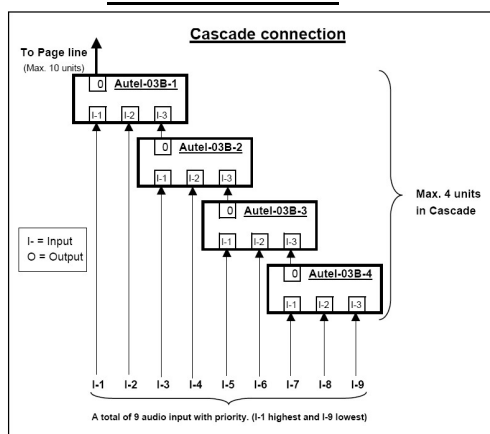 Cascade connection
To Page line
(Max. 10 units)
0 Autel-03B-1
I-1 I-2 I-3
0 Autel-03B-2
I-1 I-2 I-3
0 Autel-03B-3
I-1 I-2 I-3
0 Autel-03B-4
I-1 I-2 I-3
Max. 4 units
in Cascade
I- = Input
O = Output
I-1 I-2 I-3 I-4 I-5 I-6 I-7 I-8 I-9
A total of 9 audio input with priority. (I-1 highest and I-9 lowest)